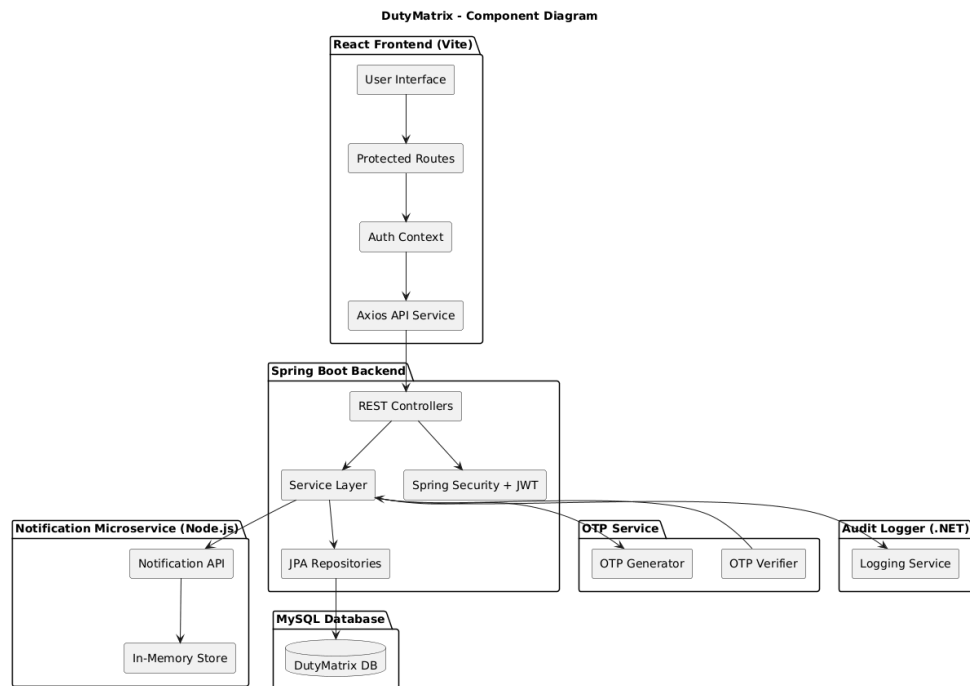 DutyMatrix - Component Diagram
React Frontend (Vite)
User Interface
Protected Routes
Auth Context
Axios API Service
Spring Boot Backend
REST Controllers
Service Layer
Spring Security + JWT
JPA Repositories
Notification Microservice (Node.js)
Notification API
In-Memory Store
MySQL Database
DutyMatrix DB
OTP Service
OTP Generator
OTP Verifier
Audit Logger (.NET)
Logging Service